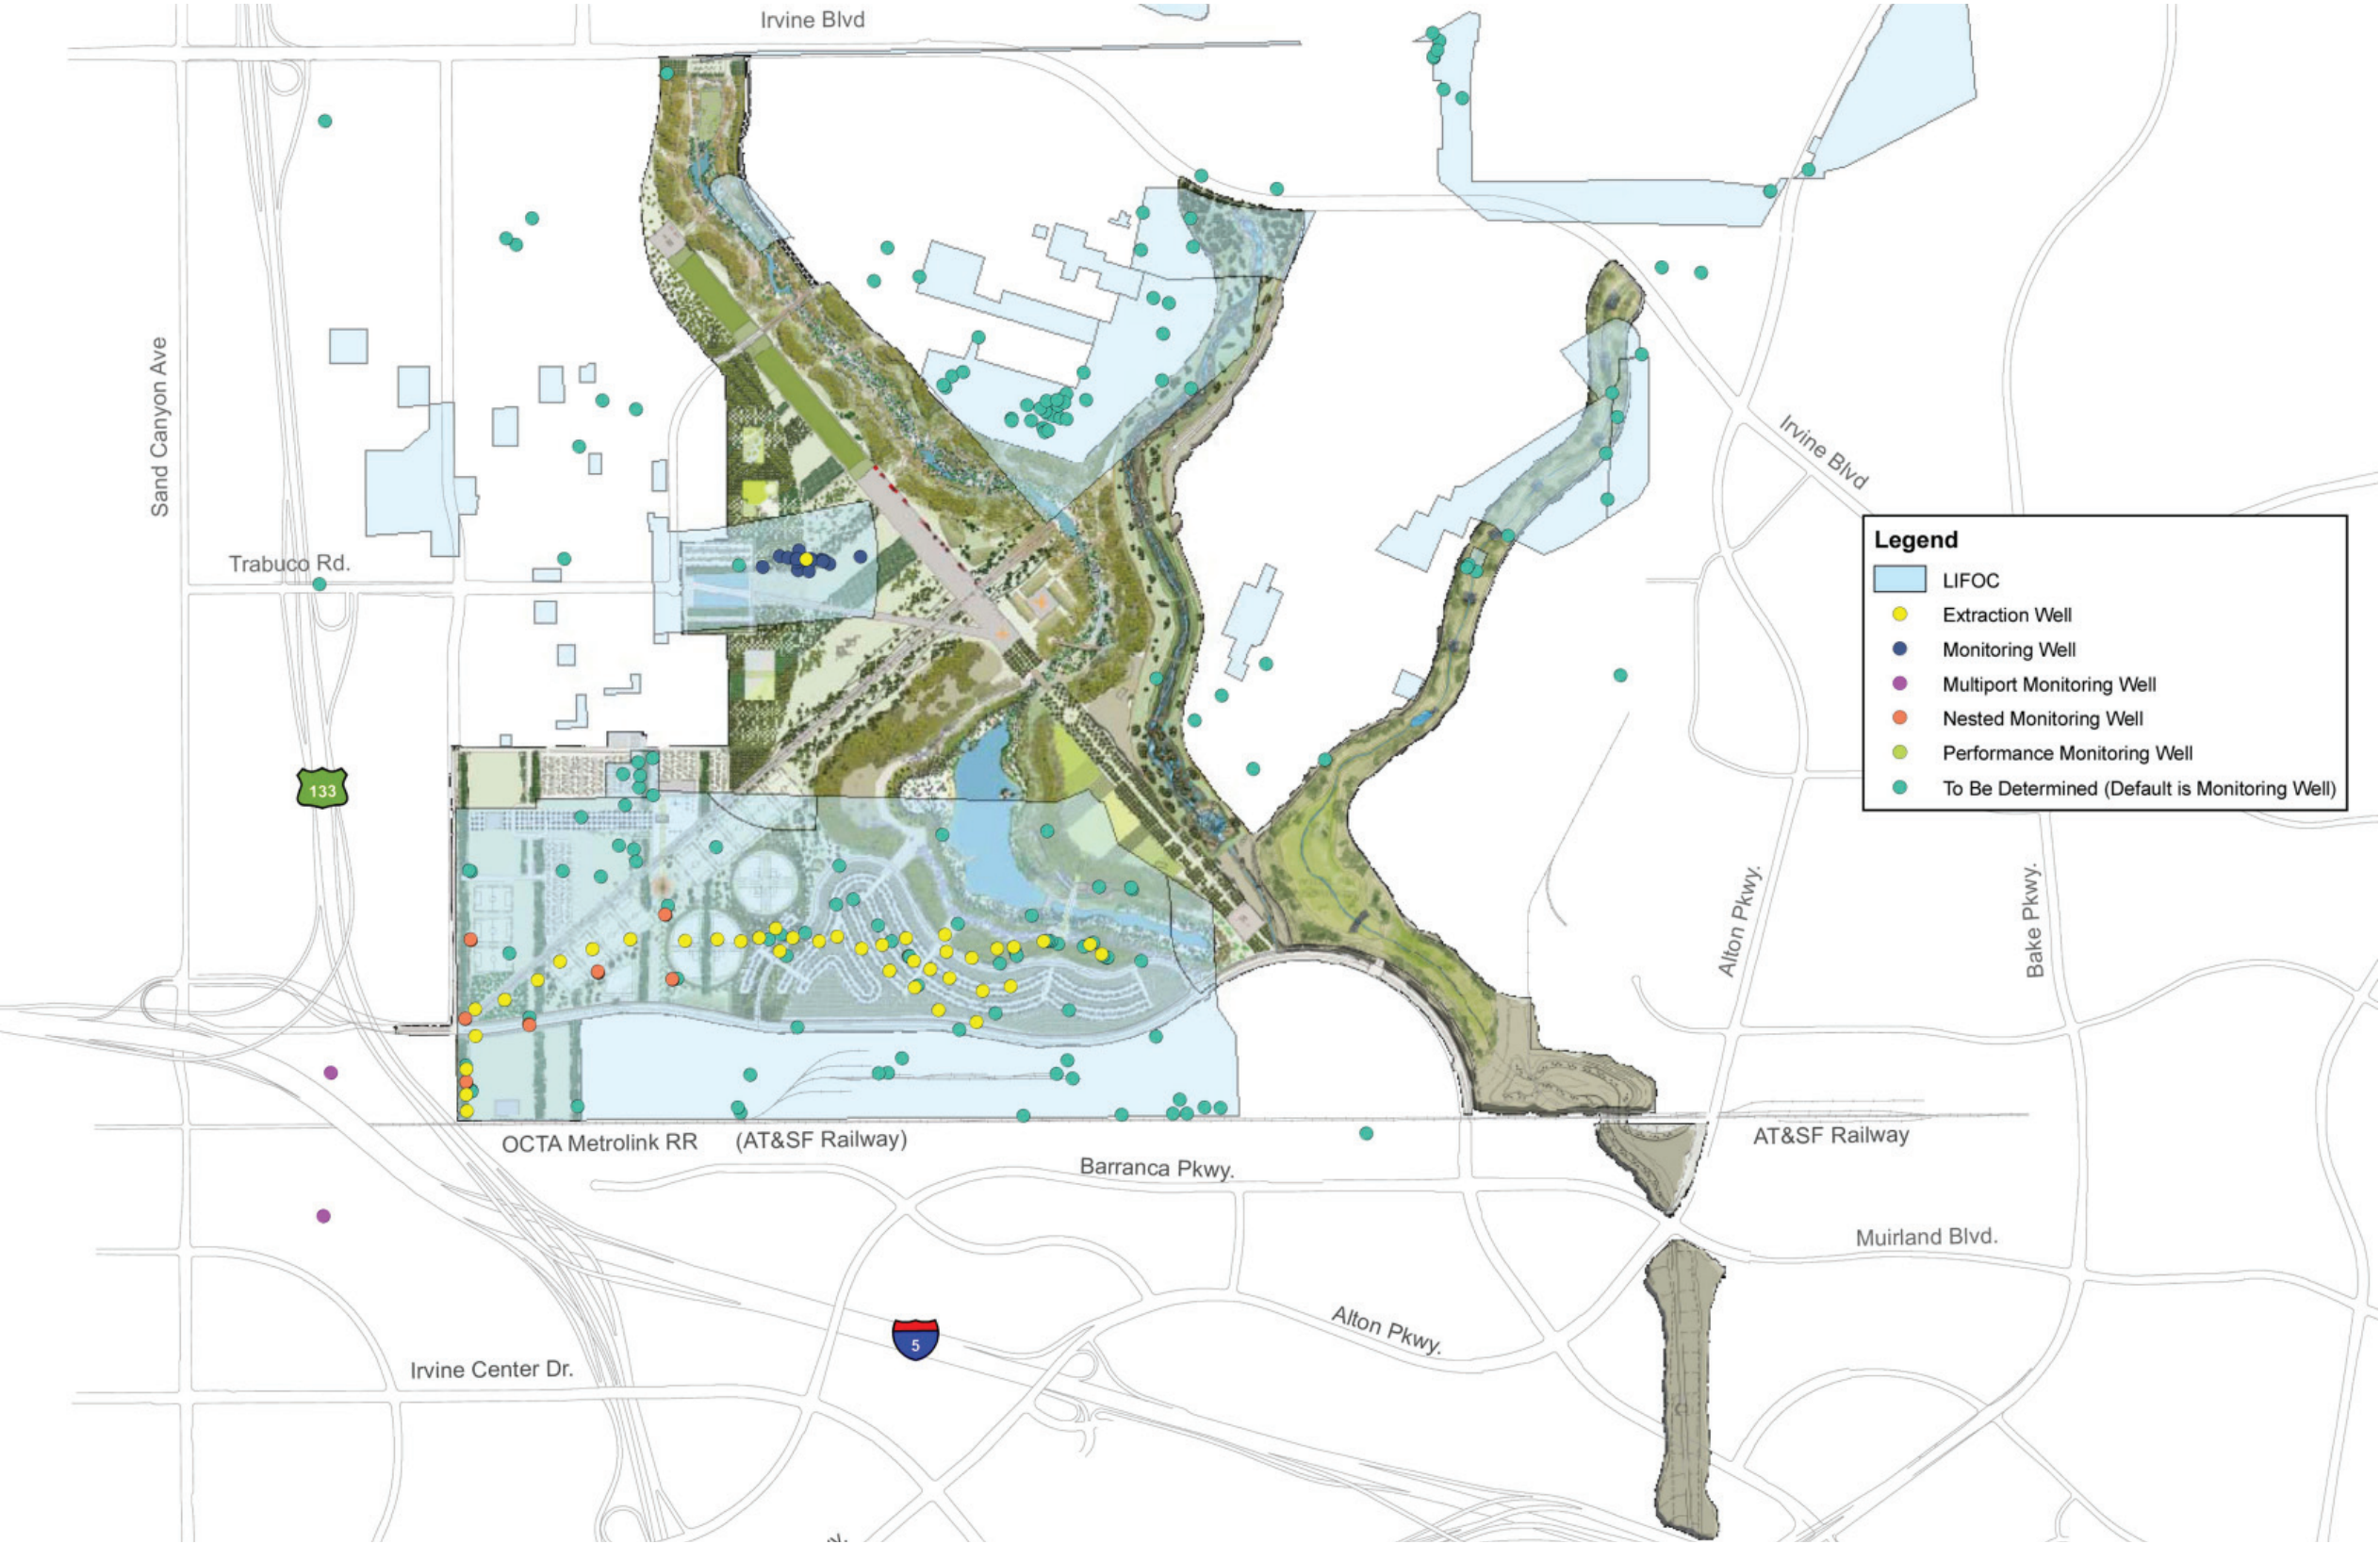 Irvine Blvd
Sand Canyon Ave
Irvine Blvd
Trabuco Rd.
Legend
LIFOC
Extraction Well
Monitoring Well
Multiport Monitoring Well
Nested Monitoring Well
Performance Monitoring Well
To Be Determined (Default is Monitoring Well)
133
Alton Pkwy.
Bake Pkwy.
OCTA Metrolink RR (AT&SF Railway)
AT&SF Railway
Barranca Pkwy.
Muirland Blvd.
Alton Pkwy.
5
Irvine Center Dr.